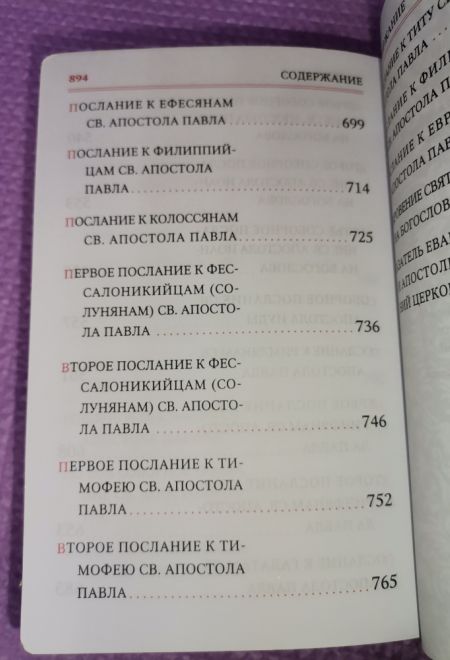 894 СОДЕРЖАНИЕ
ПОСЛАНИЕ К ЕФЕСЯНАМ
СВ. АПОСТОЛА ПАВЛА ......... 699
ПОСЛАНИЕ К ФИЛИППИЙ-
ЦАМ СВ. АПОСТОЛА
ПАВЛА ......... 714
ПОСЛАНИЕ К КОЛОССЯНАМ
СВ. АПОСТОЛА ПАВЛА ......... 725
ПЕРВОЕ ПОСЛАНИЕ К ФЕС-
САЛОНИКИЙЦАМ (СО-
ЛУНЯНАМ) СВ. АПОСТО-
ЛА ПАВЛА ......... 736
ВТОРОЕ ПОСЛАНИЕ К ФЕС-
САЛОНИКИЙЦАМ (СО-
ЛУНЯНАМ) СВ. АПОСТО-
ЛА ПАВЛА ......... 746
ПЕРВОЕ ПОСЛАНИЕ К ТИ-
МОФЕЮ СВ. АПОСТОЛА
ПАВЛА ......... 752
ВТОРОЕ ПОСЛАНИЕ К ТИ-
МОФЕЮ СВ. АПОСТОЛА
ПАВЛА ......... 765